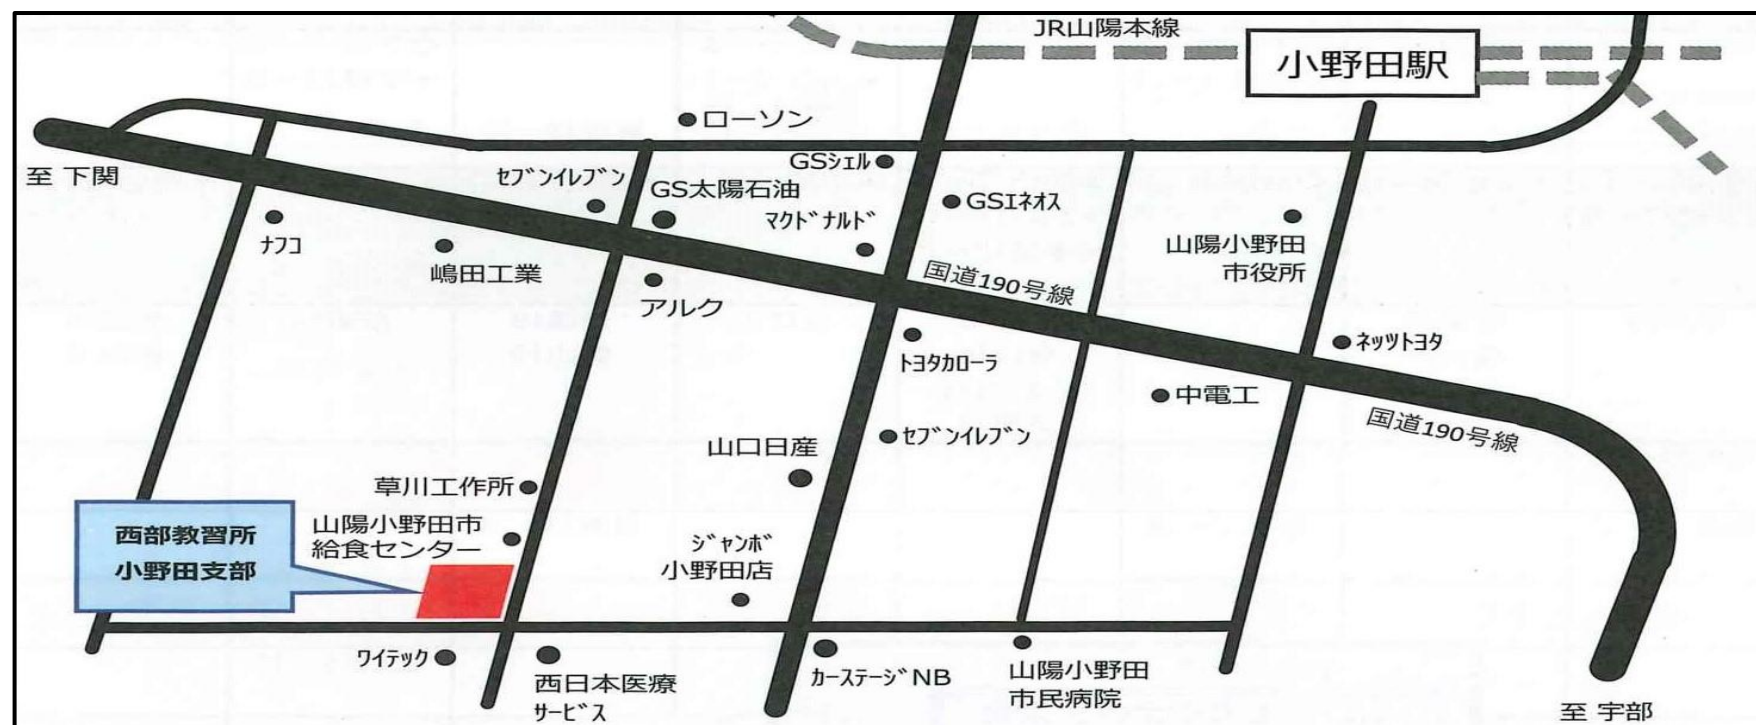 JR山陽本線
小野田駅
ローソン
GSシェル
至 下関
セブンイレブン
GS太陽石油
マクドナルド
GSエネオス
ナフコ
嶋田工業
アルク
国道190号線
山陽小野田
市役所
トヨタカローラ
ネッツトヨタ
中電工
国道190号線
セブンイレブン
山口日産
草川工作所
山陽小野田市
給食センター
西部教習所
小野田支部
ジャンボ
小野田店
ワイテック
西日本医療
サービス
カーステージNB
山陽小野田
市民病院
至 宇部